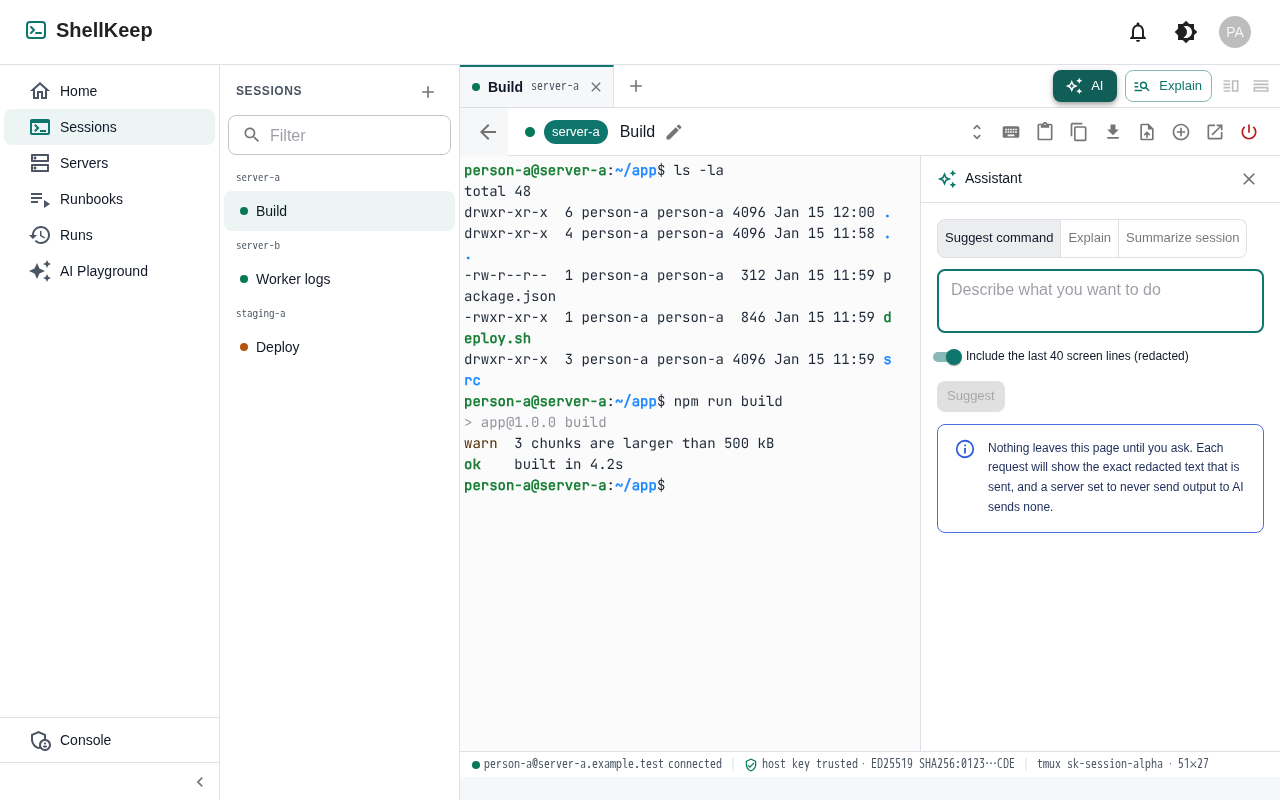 ShellKeep
PA
Home
Sessions
Servers
Runbooks
Runs
AI Playground
Console
SESSIONS
Filter
server-a
Build
server-b
Worker logs
staging-a
Deploy
Build server-a
AI
Explain
server-a Build
person-a@server-a:~/app$ ls -la
total 48
drwxr-xr-x  6 person-a person-a 4096 Jan 15 12:00 .
drwxr-xr-x  4 person-a person-a 4096 Jan 15 11:58 .
.
-rw-r--r--  1 person-a person-a  312 Jan 15 11:59 p
ackage.json
-rwxr-xr-x  1 person-a person-a  846 Jan 15 11:59 d
eploy.sh
drwxr-xr-x  3 person-a person-a 4096 Jan 15 11:59 s
rc
person-a@server-a:~/app$ npm run build
> app@1.0.0 build
warn  3 chunks are larger than 500 kB
ok    built in 4.2s
person-a@server-a:~/app$
Assistant
Suggest command
Explain
Summarize session
Describe what you want to do
Include the last 40 screen lines (redacted)
Suggest
Nothing leaves this page until you ask. Each
request will show the exact redacted text that is
sent, and a server set to never send output to AI
sends none.
person-a@server-a.example.test connected
host key trusted · ED25519 SHA256:0123···CDE
tmux sk-session-alpha · 51×27